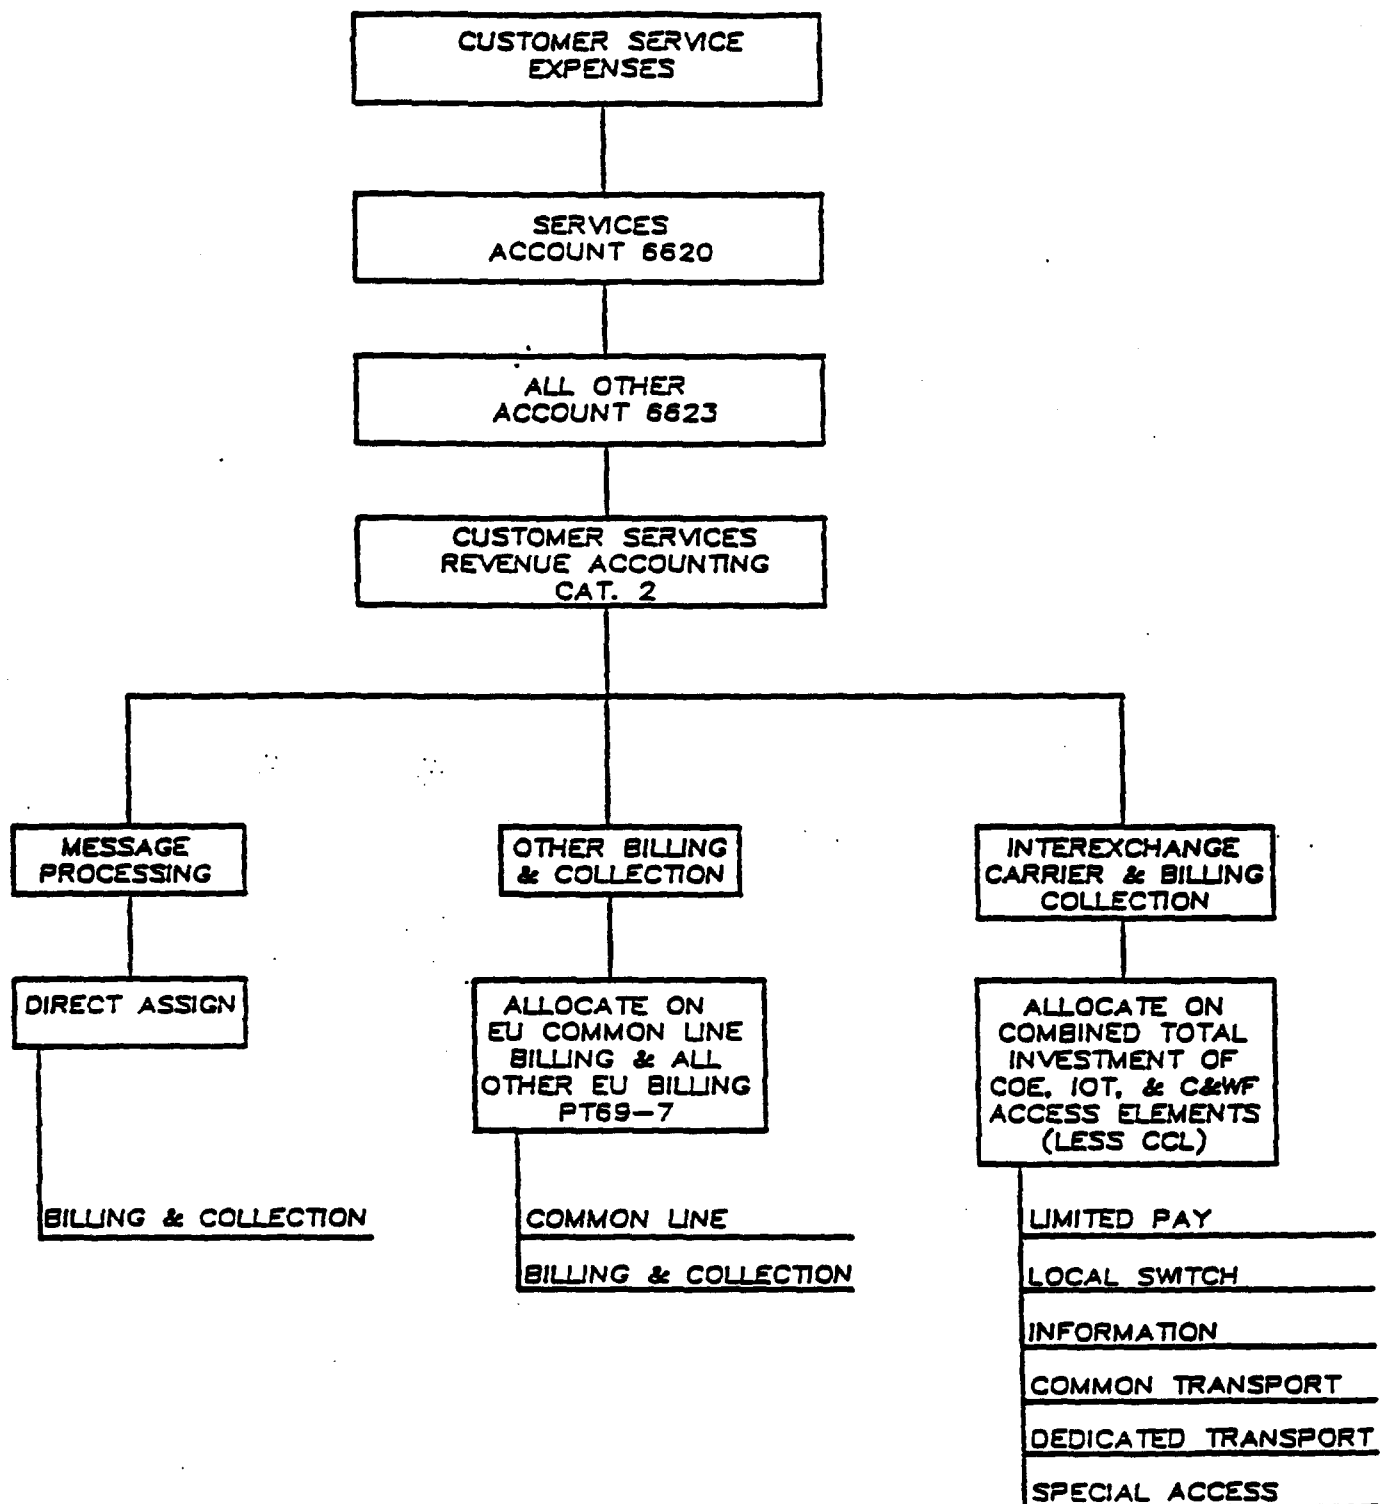 CUSTOMER SERVICE
EXPENSES
SERVICES
ACCOUNT 6620
ALL OTHER
ACCOUNT 6623
CUSTOMER SERVICES
REVENUE ACCOUNTING
CAT. 2
MESSAGE
PROCESSING
DIRECT ASSIGN
BILLING & COLLECTION
OTHER BILLING
& COLLECTION
ALLOCATE ON
EU COMMON LINE
BILLING & ALL
OTHER EU BILLING
PT69-7
COMMON LINE
BILLING & COLLECTION
INTEREXCHANGE
CARRIER & BILLING
COLLECTION
ALLOCATE ON
COMBINED TOTAL
INVESTMENT OF
COE, IOT, & C&WF
ACCESS ELEMENTS
(LESS CCL)
LIMITED PAY
LOCAL SWITCH
INFORMATION
COMMON TRANSPORT
DEDICATED TRANSPORT
SPECIAL ACCESS